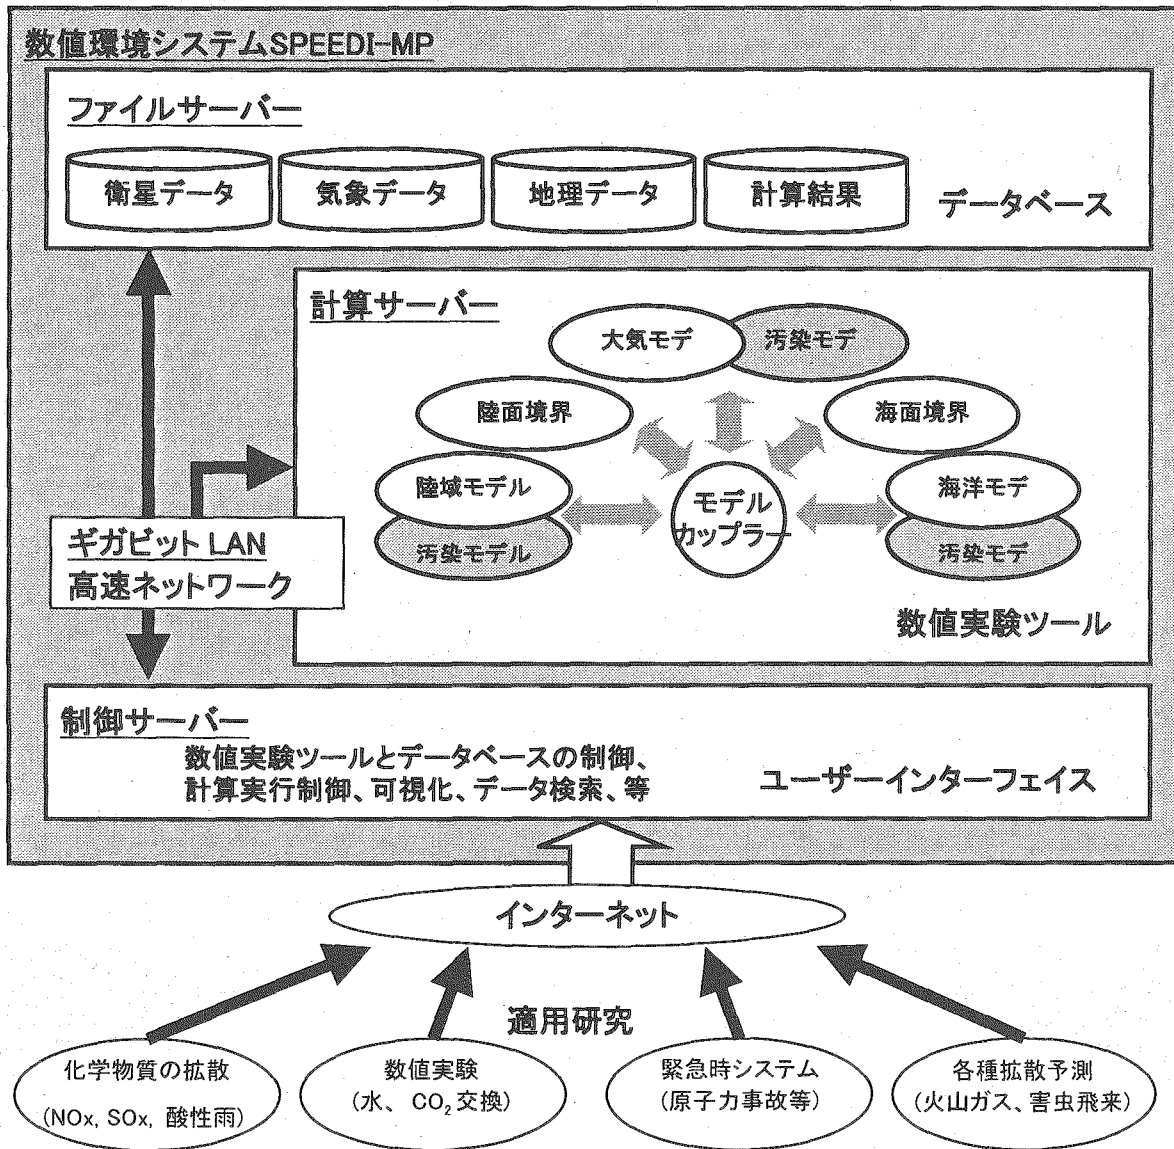 数値環境システムSPEEDI-MP
ファイルサーバー
衛星データ
気象データ
地理データ
計算結果
データベース
計算サーバー
大気モデ
汚染モデ
陸面境界
海面境界
陸域モデル
汚染モデル
モデル
カップラー
海洋モデ
汚染モデ
数値実験ツール
ギガビット LAN
高速ネットワーク
制御サーバー
数値実験ツールとデータベースの制御、
計算実行制御、可視化、データ検索、等
ユーザーインターフェイス
インターネット
適用研究
化学物質の拡散
(NOx, SOx, 酸性雨)
数値実験
(水、CO₂交換)
緊急時システム
(原子力事故等)
各種拡散予測
(火山ガス、害虫飛来)